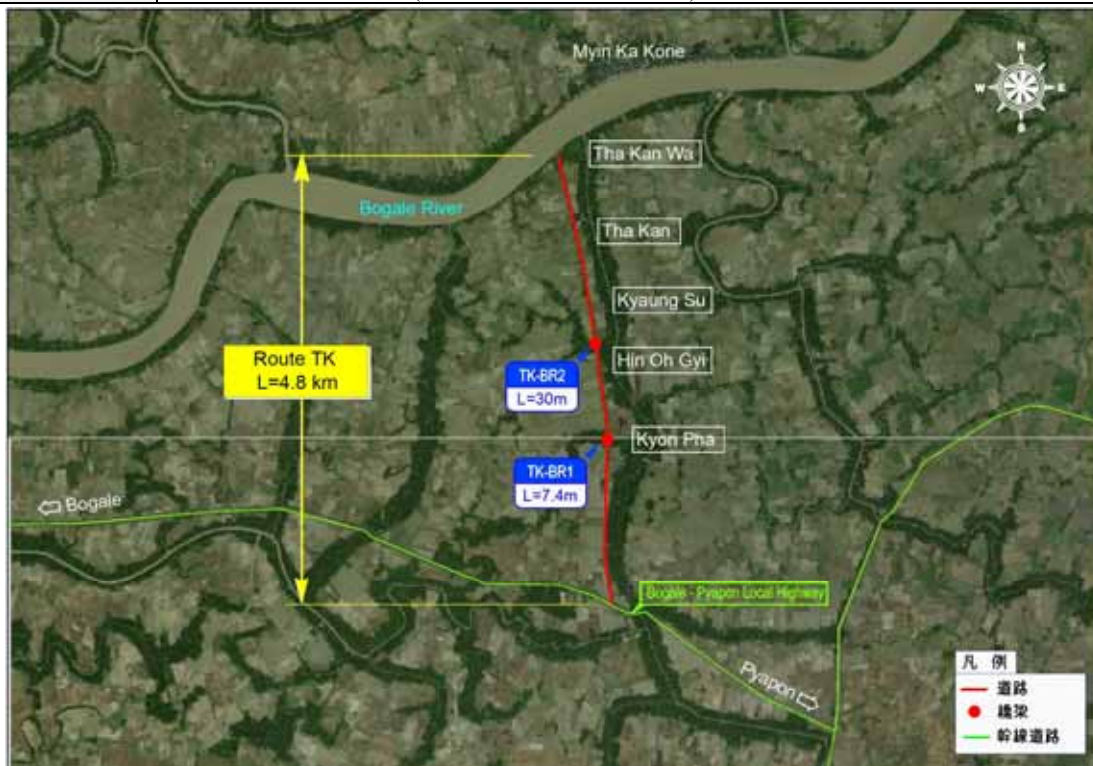 Myin Ka Kone
N
W
E
S
Tha Kan Wa
Bogale River
Tha Kan
Kyaung Su
Route TK
L=4.8 km
Hin Oh Gyi
TK-BR2
L=30m
Kyon Pha
TK-BR1
L=7.4m
Bogale
Bogale - Pyapon Local Highway
Pyapon
凡 例
道路
橋梁
幹線道路